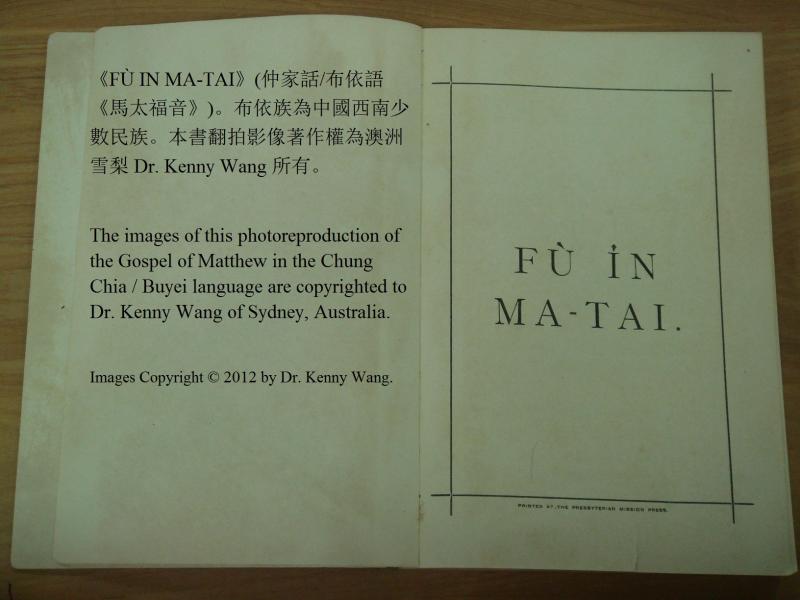 《FÙ IN MA-TAI》(仲家話/布依語
《馬太福音》)。布依族為中國西南少
數民族。本書翻拍影像著作權為澳洲
雪梨 Dr. Kenny Wang 所有。
The images of this photoreproduction of
the Gospel of Matthew in the Chung
Chia / Buyei language are copyrighted to
Dr. Kenny Wang of Sydney, Australia.
Images Copyright © 2012 by Dr. Kenny Wang.
FÙ İN
MA-TAI.
PRINTED AT THE PRESBYTERIAN MISSION PRESS.